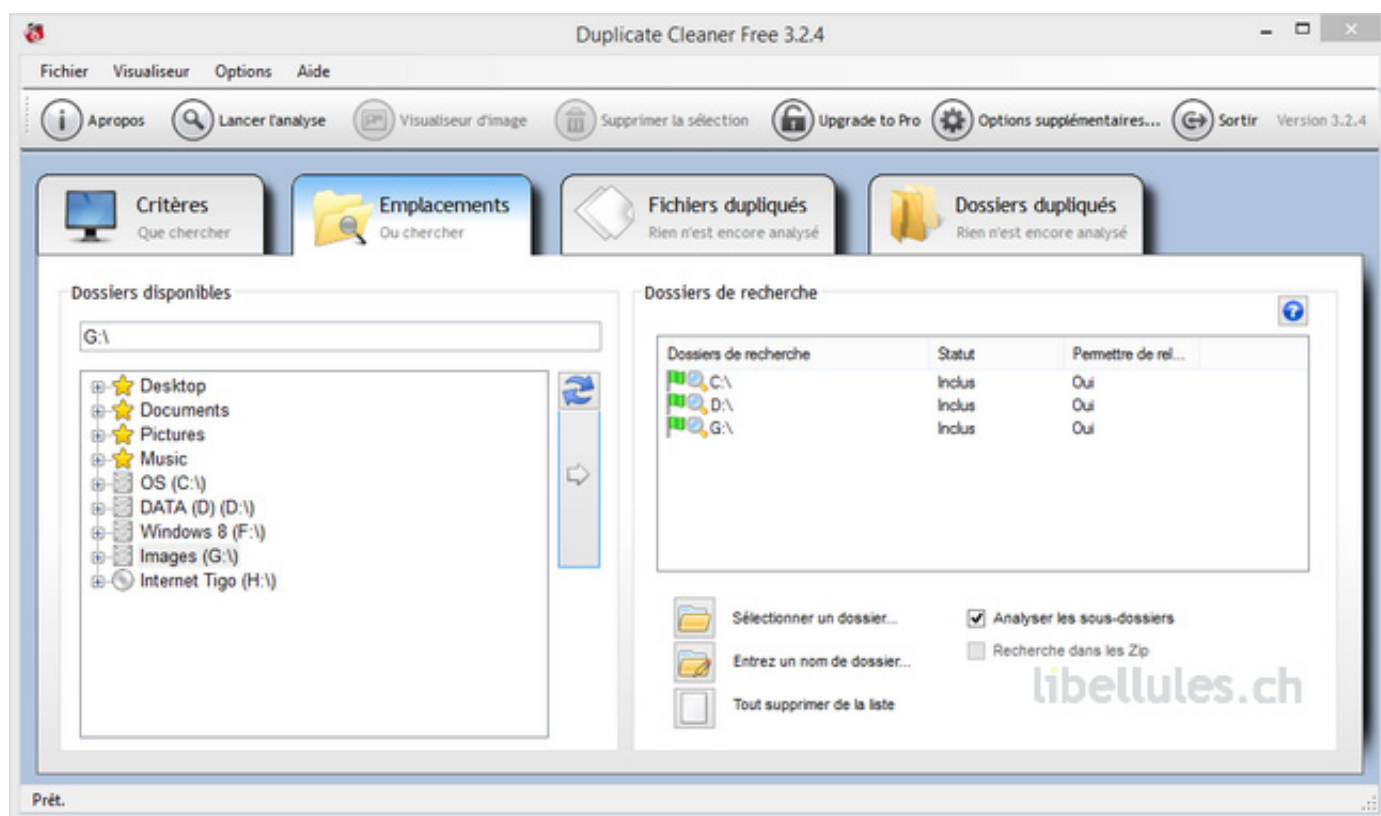 Duplicate Cleaner Free 3.2.4
Fichier Visualiseur Options Aide
Apropos Lancer l'analyse Visualiseur d'image Supprimer la sélection Upgrade to Pro Options supplémentaires... Sortir Version 3.2.4
Critères Emplacements Fichiers dupliqués Dossiers dupliqués
Que chercher Ou chercher Rien n'est encore analysé Rien n'est encore analysé
Dossiers disponibles
G:\
Desktop
Documents
Pictures
Music
OS (C:\)
DATA (D) (D:\)
Windows 8 (F:\)
Images (G:\)
Internet Tigo (H:\)
Dossiers de recherche
Dossiers de recherche Statut Permettre de rel...
C:\ Inclus Oui
D:\ Inclus Oui
G:\ Inclus Oui
Sélectionner un dossier... Analyser les sous-dossiers
Entrez un nom de dossier... Recherche dans les Zip
libellules.ch
Tout supprimer de la liste
Prêt.